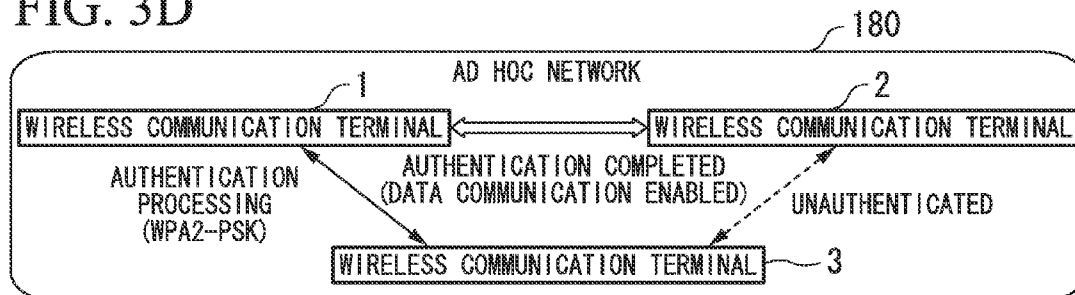 FIG. 3D
180
AD HOC NETWORK
1
2
WIRELESS COMMUNICATION TERMINAL
WIRELESS COMMUNICATION TERMINAL
AUTHENTICATION
PROCESSING
(WPA2-PSK)
AUTHENTICATION COMPLETED
(DATA COMMUNICATION ENABLED)
UNAUTHENTICATED
WIRELESS COMMUNICATION TERMINAL
3